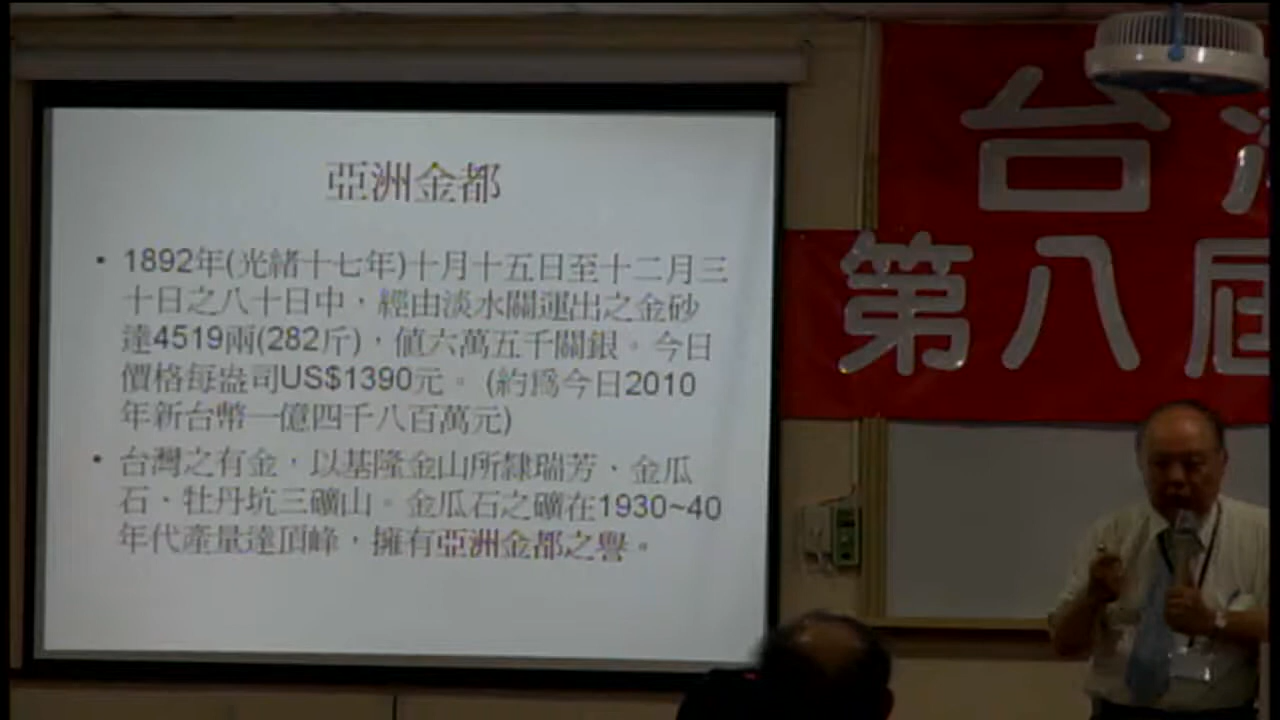 亞洲金都
• 1892年(光緒十七年)十月十五日至十二月三
十日之八十日中，經由淡水關運出之金砂
達4519兩(282斤)，值六萬五千關銀。今日
價格每盎司US$1390元。 (約為今日2010
年新台幣一億四千八百萬元)
• 台灣之有金，以基隆金山所隸瑞芳、金瓜
石、牡丹坑三礦山。金瓜石之礦在1930~40
年代產量達頂峰，擁有亞洲金都之譽。
台
第八屆